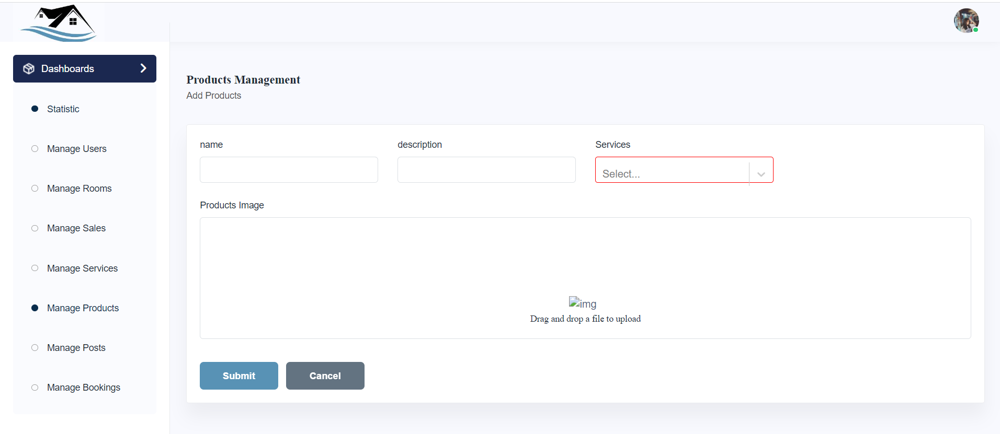 Dashboards
Statistic
Manage Users
Manage Rooms
Manage Sales
Manage Services
Manage Products
Manage Posts
Manage Bookings
Products Management
Add Products
name
description
Services
Select...
Products Image
img
Drag and drop a file to upload
Submit
Cancel